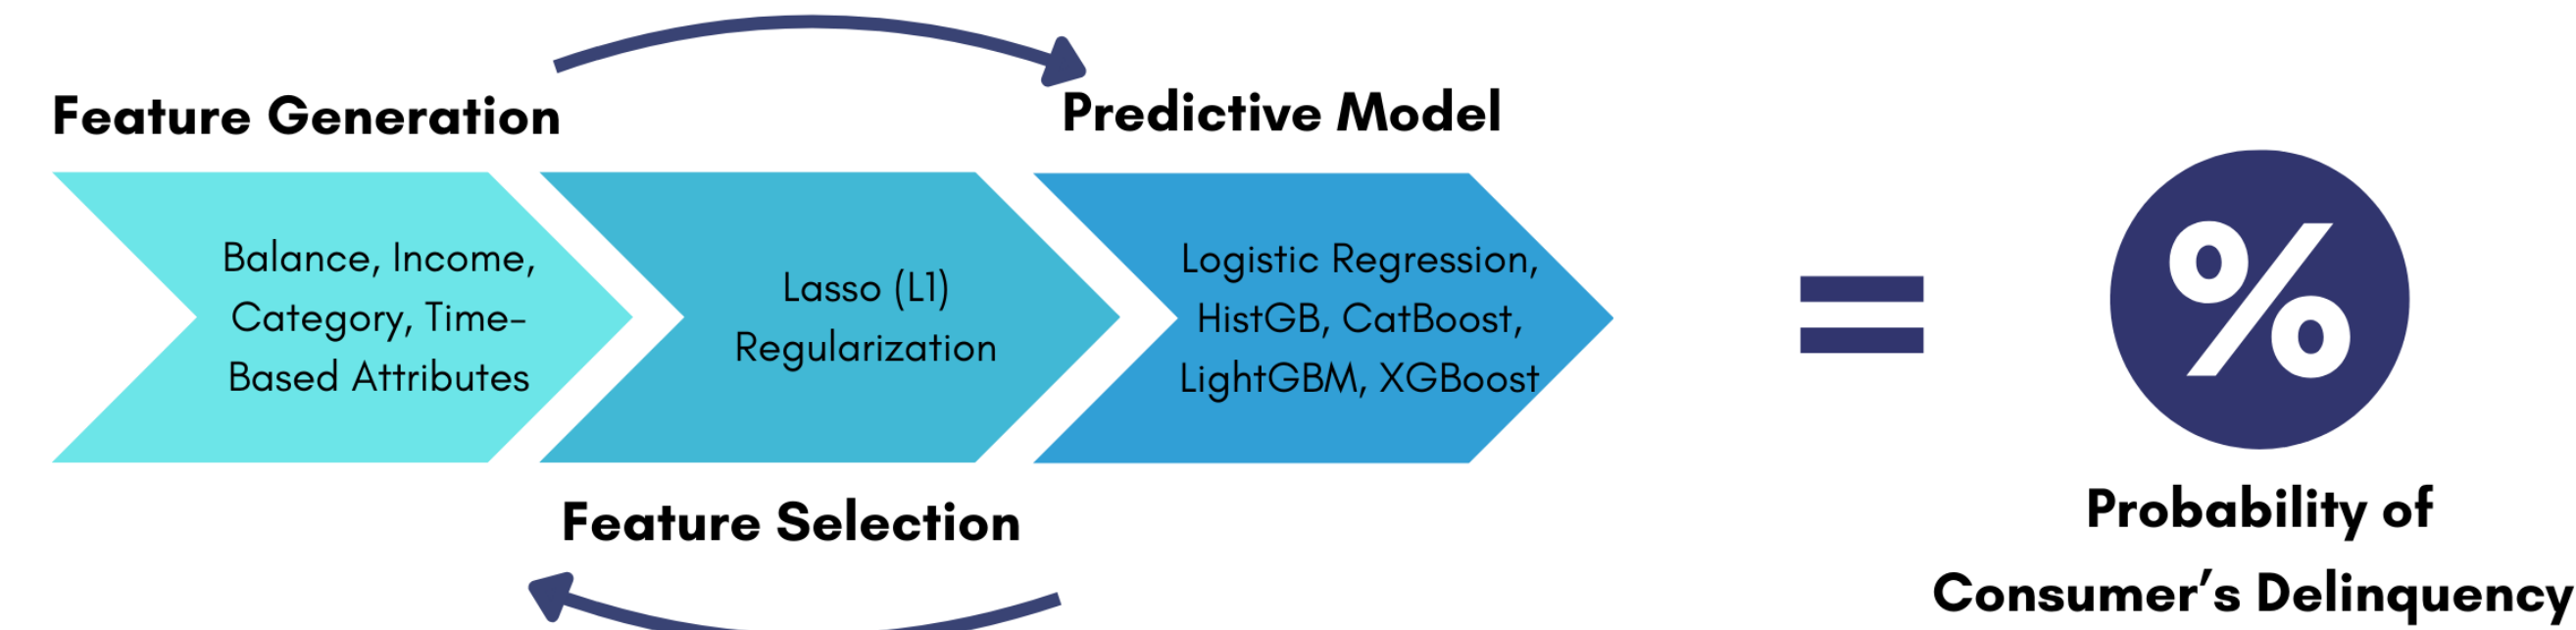 Feature Generation
Balance, Income,
Category, Time-
Based Attributes
Feature Selection
Lasso (L1)
Regularization
Predictive Model
Logistic Regression,
HistGB, CatBoost,
LightGBM, XGBoost
=
%
Probability of
Consumer’s Delinquency